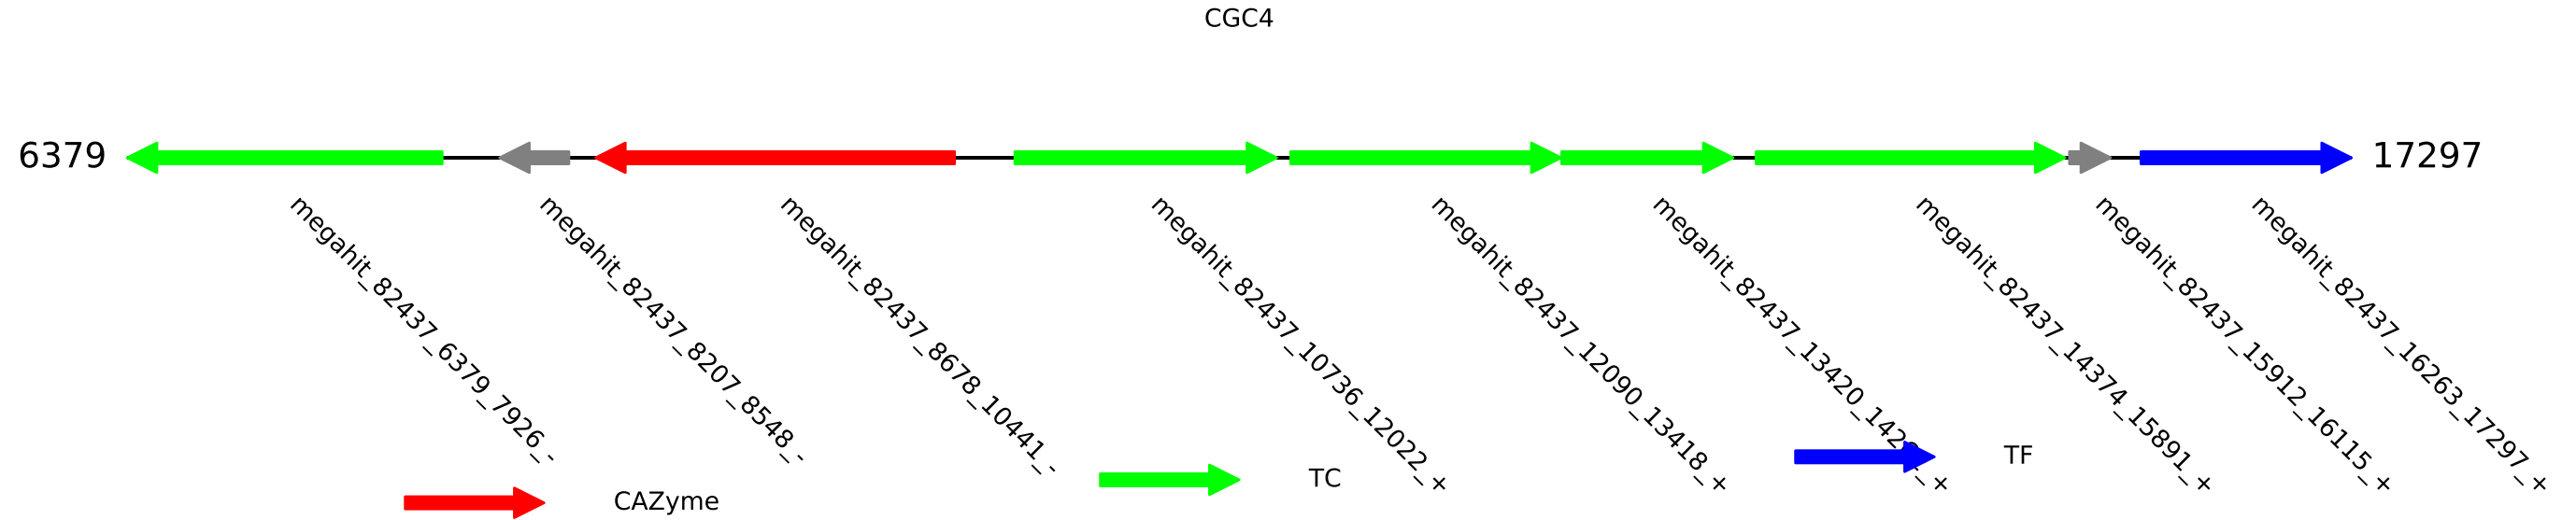 CGC4
6379
17297
megahit_82437_6379_7926_-
megahit_82437_8207_8548_-
megahit_82437_8678_10441_-
megahit_82437_10736_12022_+
megahit_82437_12090_13418_+
megahit_82437_14374_15891_+
megahit_82437_15912_16115_+
megahit_82437_16263_17297_+
CAZyme
TC
TF